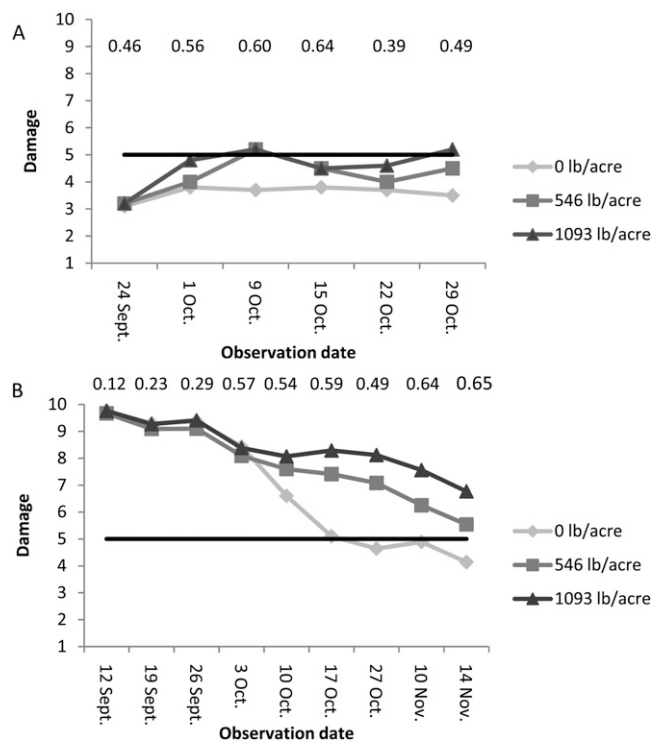 A
0.46 0.56 0.60 0.64 0.39 0.49
10
9
8
7
6
5
4
3
2
1
Damage
24 Sept.
1 Oct.
9 Oct.
15 Oct.
22 Oct.
29 Oct.
Observation date
0 lb/acre
546 lb/acre
1093 lb/acre
B
0.12 0.23 0.29 0.57 0.54 0.59 0.49 0.64 0.65
10
9
8
7
6
5
4
3
2
1
Damage
12 Sept.
19 Sept.
26 Sept.
3 Oct.
10 Oct.
17 Oct.
27 Oct.
10 Nov.
14 Nov.
Observation date
0 lb/acre
546 lb/acre
1093 lb/acre